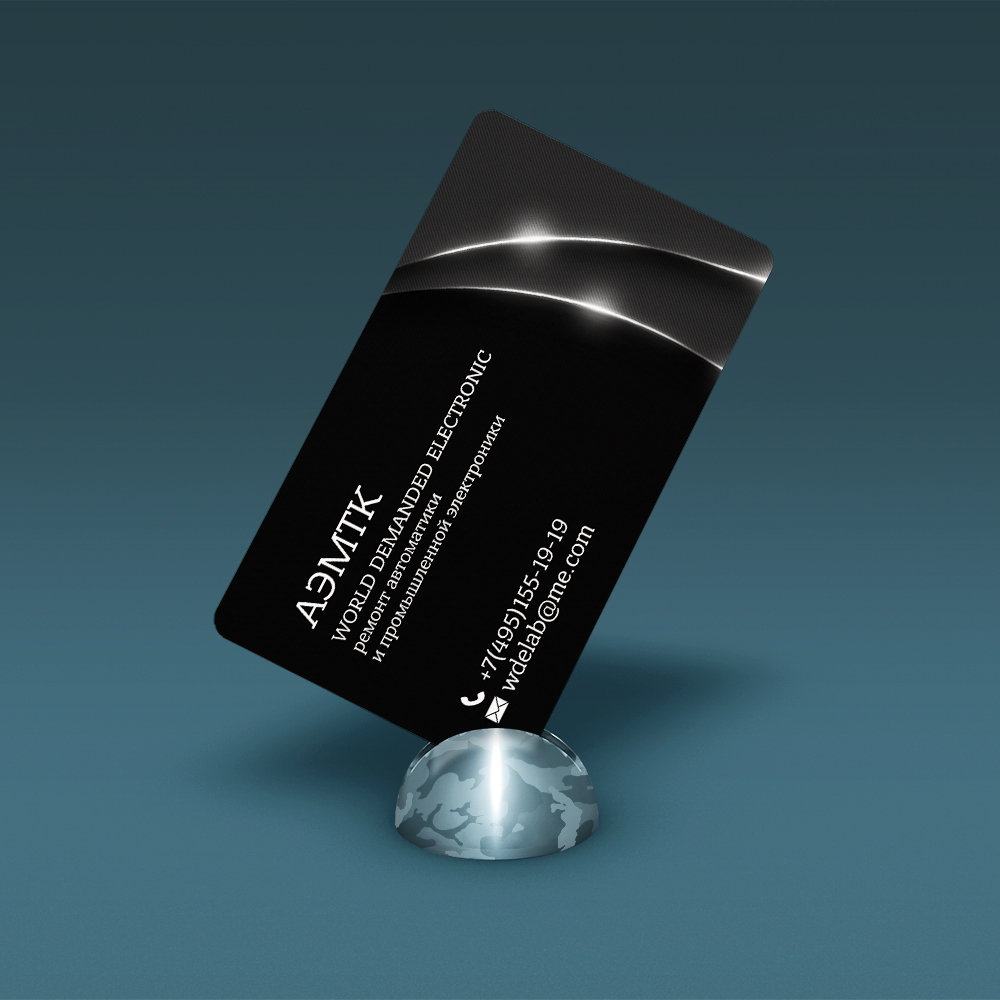 АЭМТК
WORLD DEMANDED ELECTRONIC
ремонт автоматики
и промышленной электроники
+7(495)155-19-19
wdelab@me.com